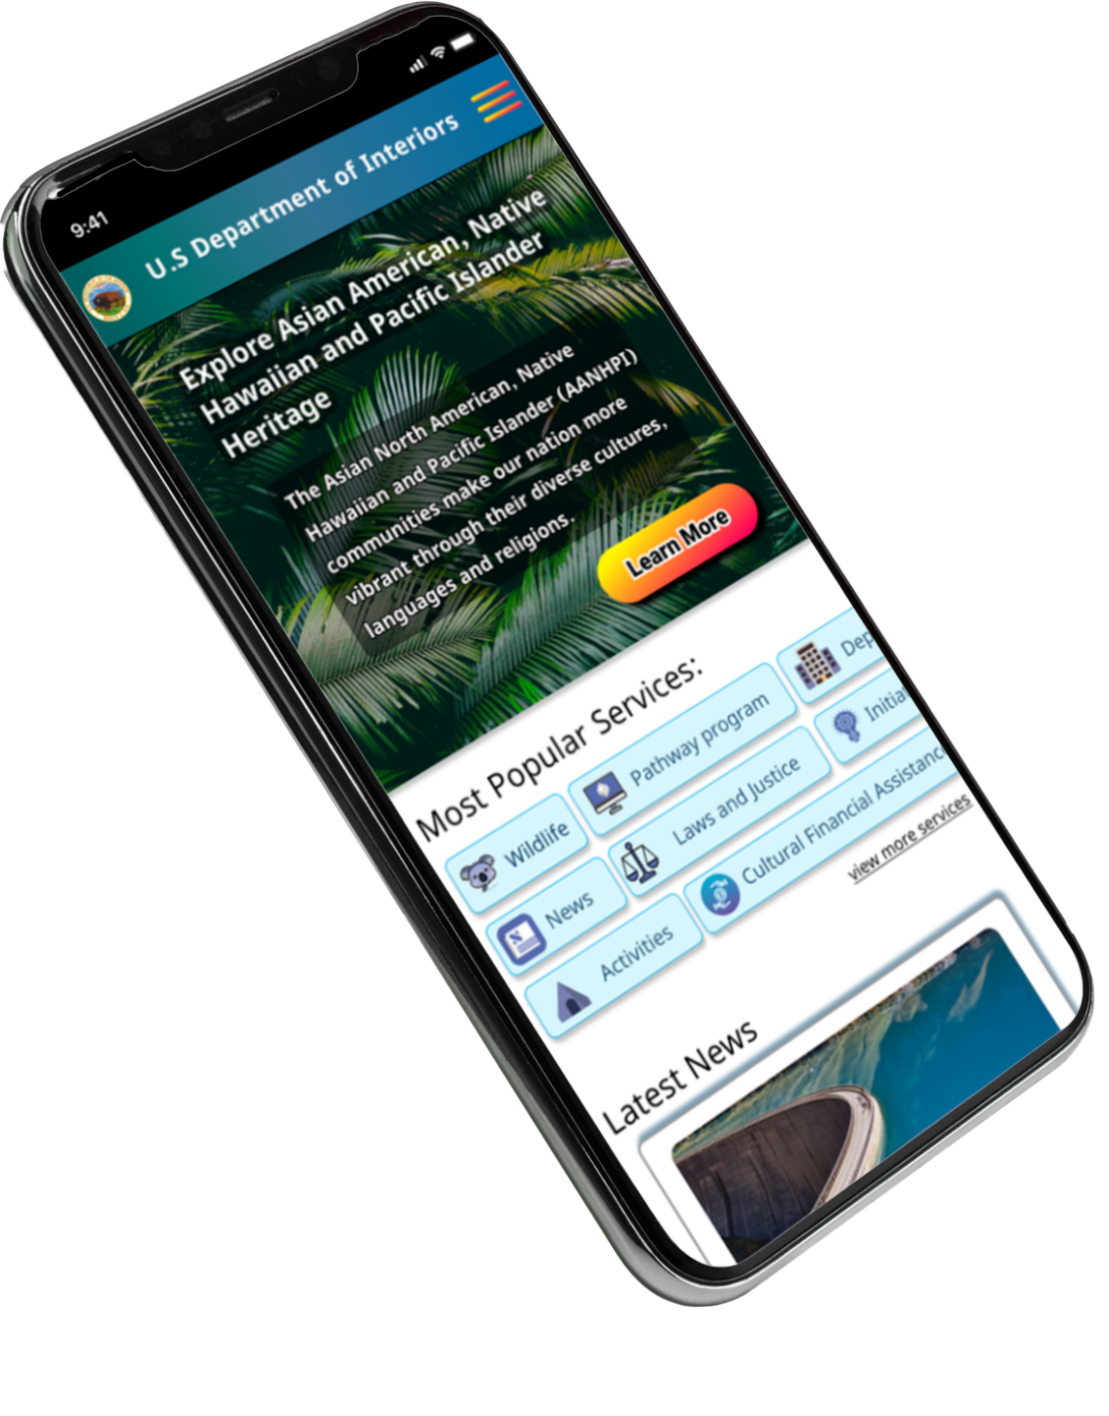 9:41
U.S Department of Interiors
Explore Asian American, Native
Hawaiian and Pacific Islander
Heritage
The Asian North American, Native
Hawaiian and Pacific Islander (AANHPI)
communities make our nation more
vibrant through their diverse cultures,
languages and religions.
Learn More
Most Popular Services:
Wildlife
Pathway program
Dep
News
Laws and Justice
Initia
Activities
Cultural Financial Assistanc
view more services
Latest News